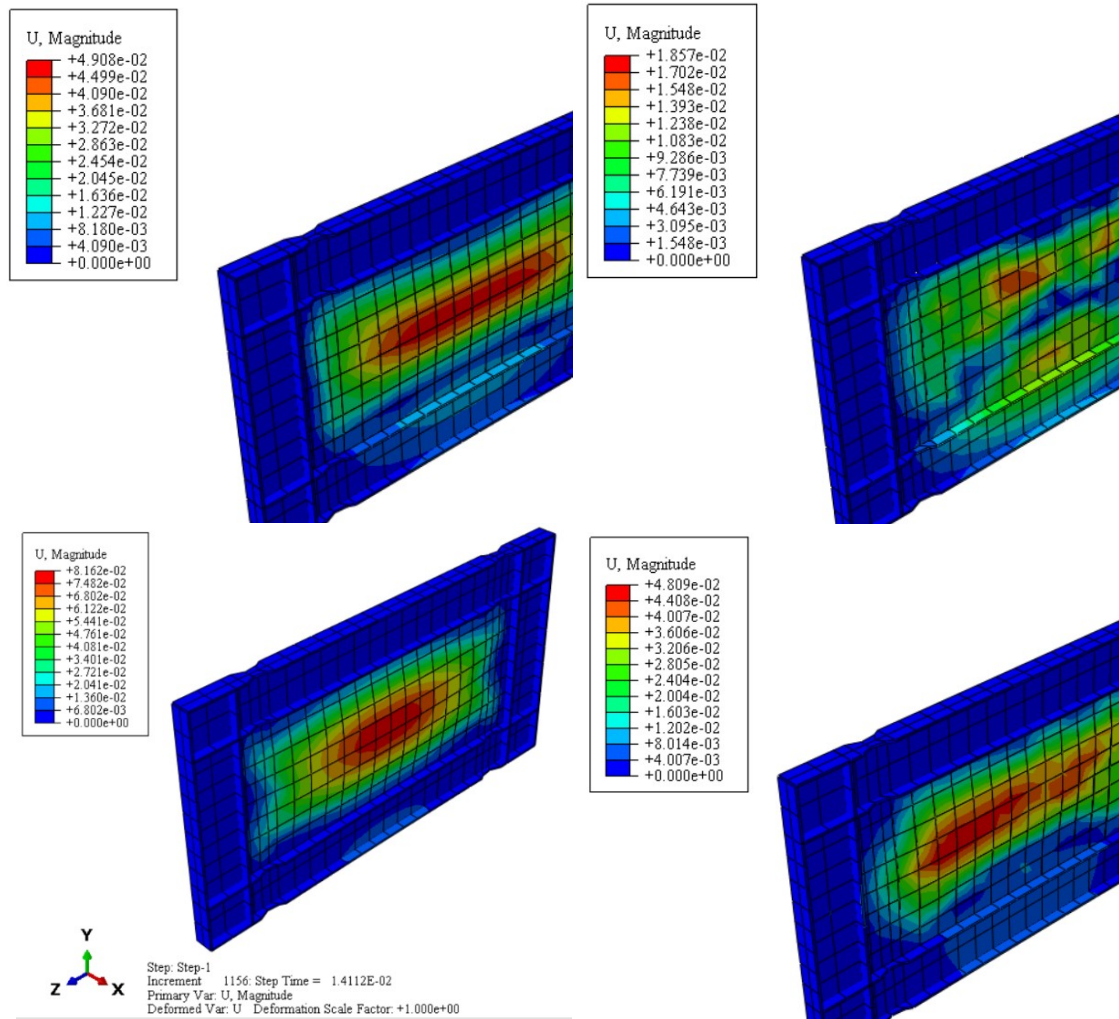 U, Magnitude
+4.908e-02
+4.499e-02
+4.090e-02
+3.681e-02
+3.272e-02
+2.863e-02
+2.454e-02
+2.045e-02
+1.636e-02
+1.227e-02
+8.180e-03
+4.090e-03
+0.000e+00
U, Magnitude
+1.857e-02
+1.702e-02
+1.548e-02
+1.393e-02
+1.238e-02
+1.083e-02
+9.286e-03
+7.739e-03
+6.191e-03
+4.643e-03
+3.095e-03
+1.548e-03
+0.000e+00
U, Magnitude
+8.162e-02
+7.482e-02
+6.802e-02
+6.122e-02
+5.441e-02
+4.761e-02
+4.081e-02
+3.401e-02
+2.721e-02
+2.041e-02
+1.360e-02
+6.802e-03
+0.000e+00
Y
Z
X
Step: Step-1
Increment 1156: Step Time = 1.4112E-02
Primary Var: U, Magnitude
Deformed Var: U Deformation Scale Factor: +1.000e+00
U, Magnitude
+4.809e-02
+4.408e-02
+4.007e-02
+3.606e-02
+3.206e-02
+2.805e-02
+2.404e-02
+2.004e-02
+1.603e-02
+1.202e-02
+8.014e-03
+4.007e-03
+0.000e+00